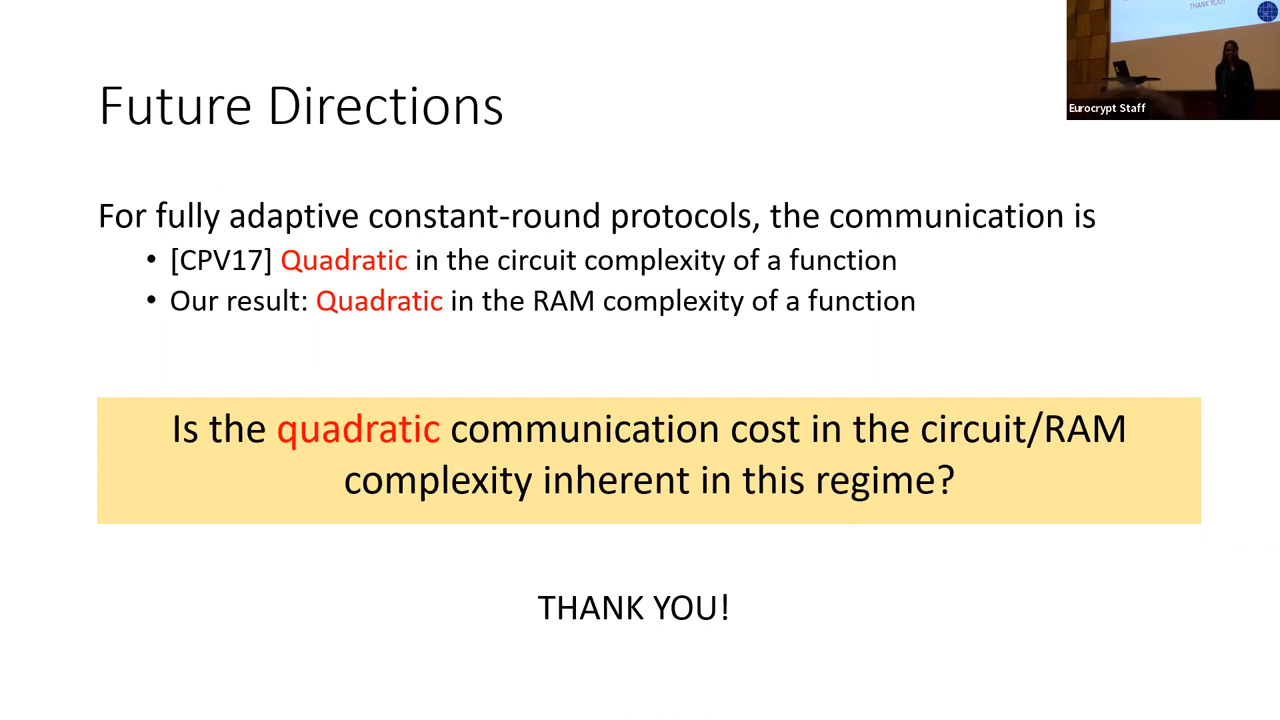 THANK YOU!
Eurocrypt Staff
Future Directions
For fully adaptive constant-round protocols, the communication is
• [CPV17] Quadratic in the circuit complexity of a function
• Our result: Quadratic in the RAM complexity of a function
Is the quadratic communication cost in the circuit/RAM
complexity inherent in this regime?
THANK YOU!